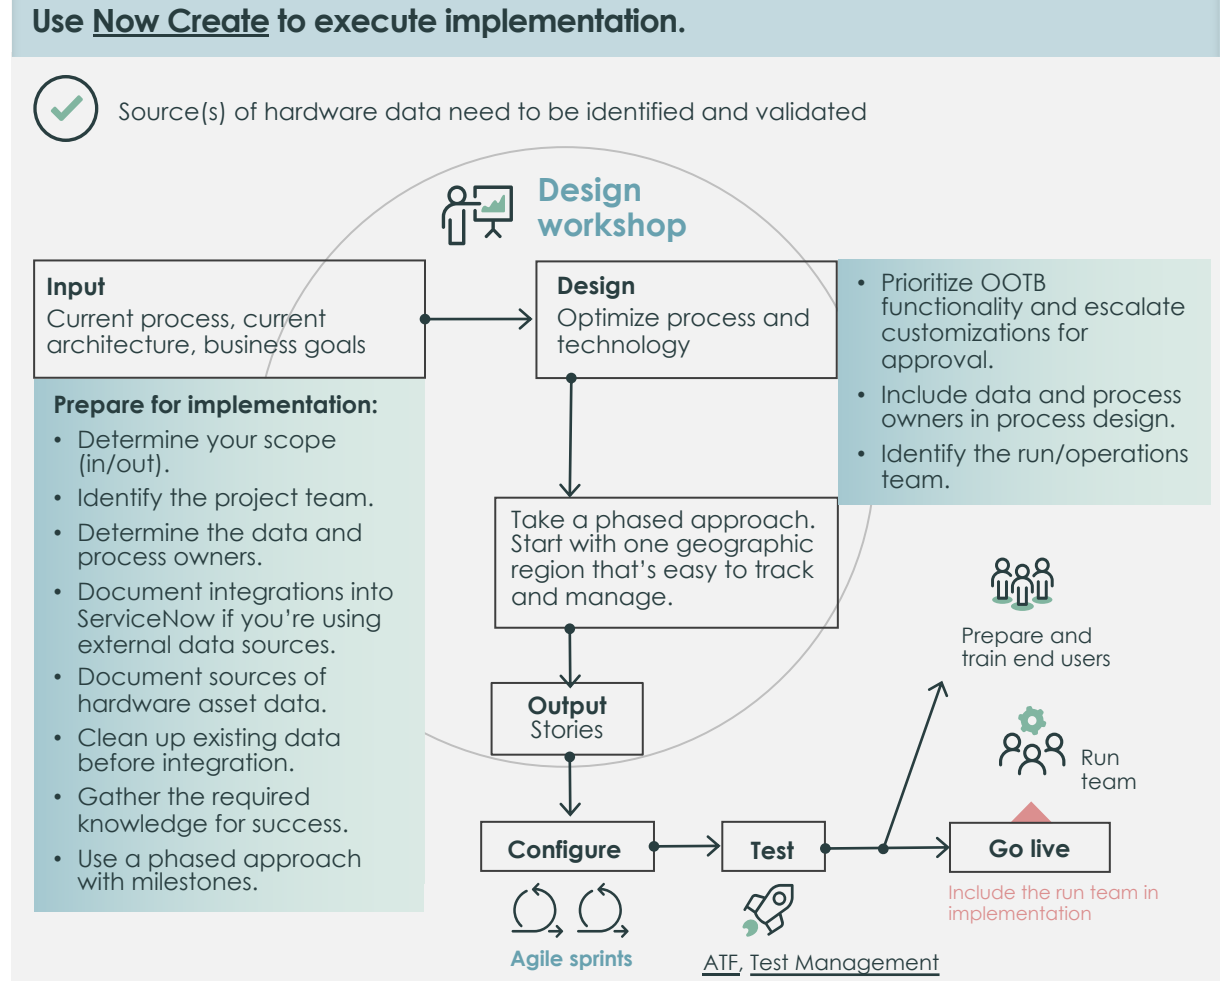 Use Now Create to execute implementation.
Source(s) of hardware data need to be identified and validated
Design
workshop
Input
Current process, current
architecture, business goals
Design
Optimize process and
technology
• Prioritize OOTB
functionality and escalate
customizations for
approval.
• Include data and process
owners in process design.
• Identify the run/operations
team.
Prepare for implementation:
• Determine your scope
(in/out).
• Identify the project team.
• Determine the data and
process owners.
• Document integrations into
ServiceNow if you’re using
external data sources.
• Document sources of
hardware asset data.
• Clean up existing data
before integration.
• Gather the required
knowledge for success.
• Use a phased approach
with milestones.
Take a phased approach.
Start with one geographic
region that’s easy to track
and manage.
Output
Stories
Prepare and
train end users
Run
team
Configure
Test
Go live
Include the run team in
implementation
Agile sprints
ATF, Test Management